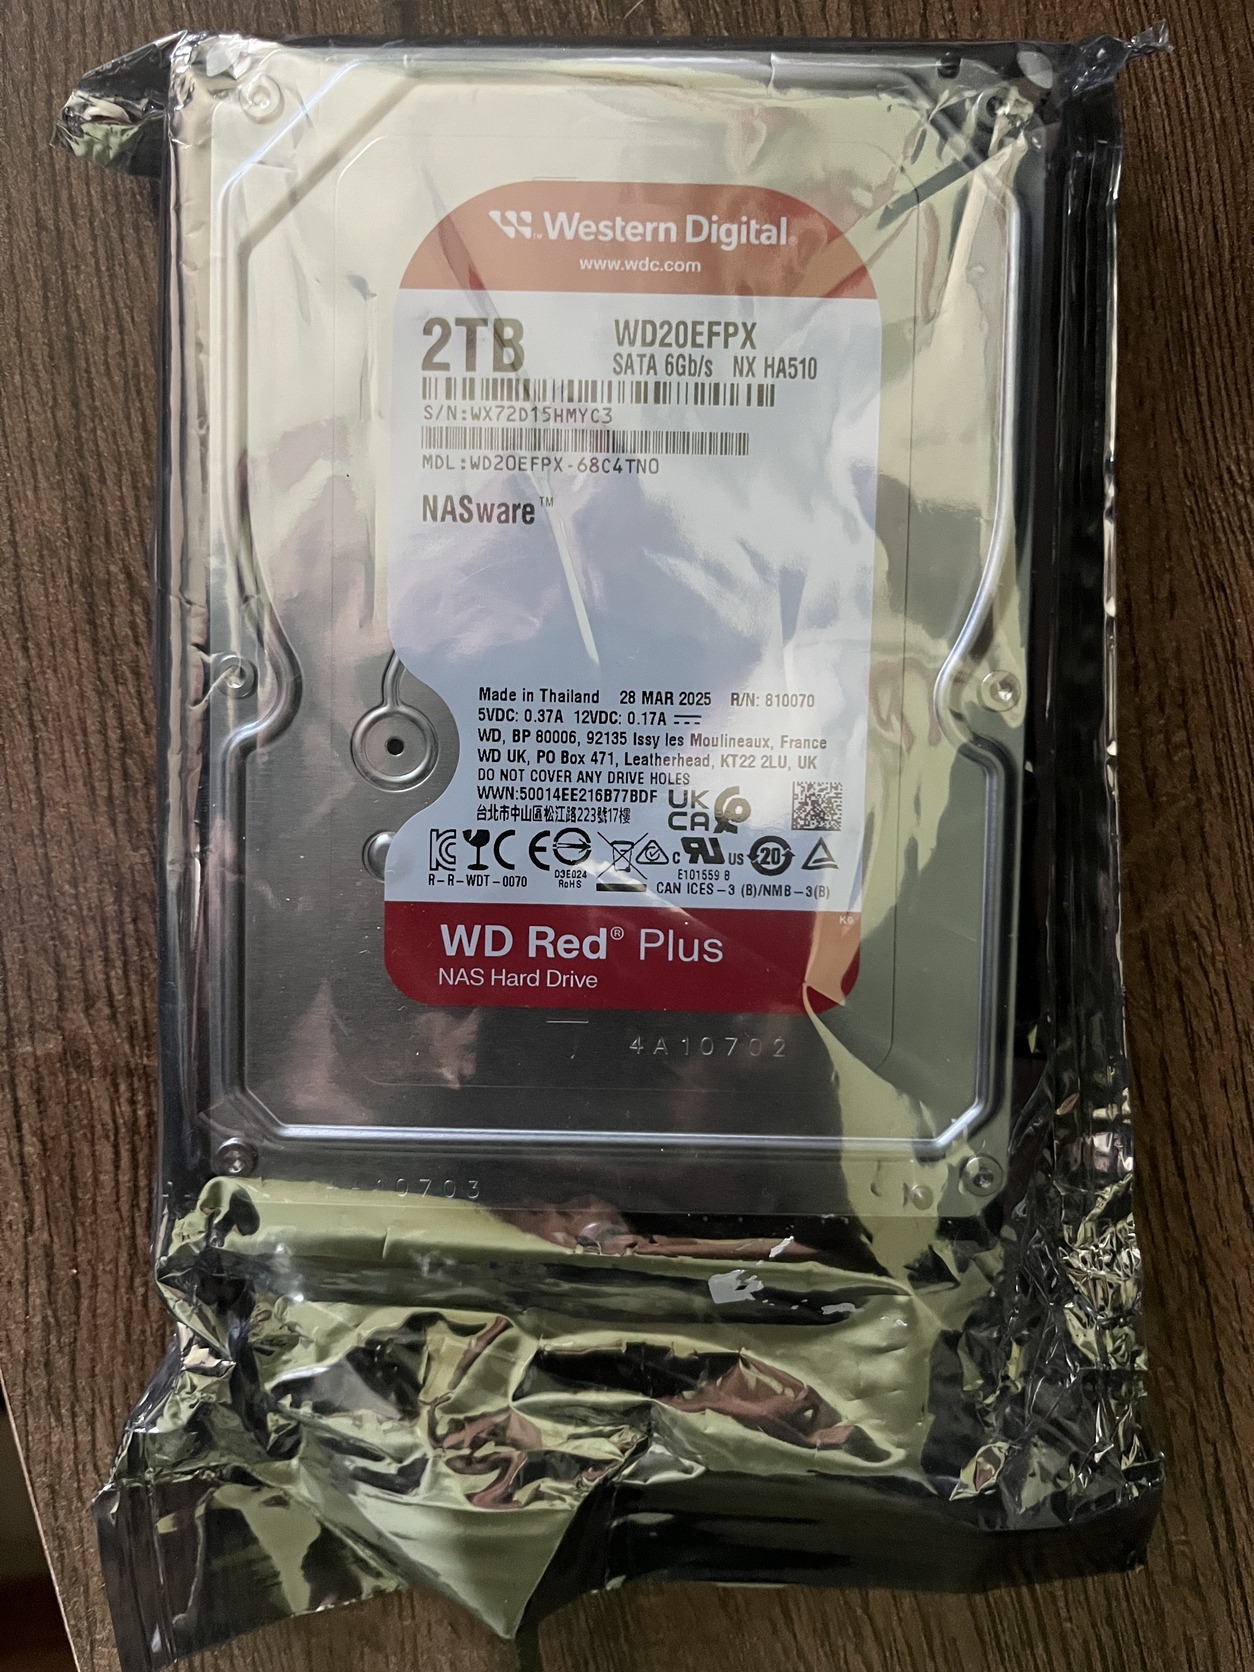 Western Digital
www.wdc.com
2TB
WD20EFPX
SATA 6Gb/s NX HA510
S/N:WX72D15HMYC3
MDL:WD20EFPX-68C4TN0
NASware™
Made in Thailand 28 MAR 2025 R/N: 810070
5VDC: 0.37A 12VDC: 0.17A
WD, BP 80006, 92135 Issy les Moulineaux, France
WD UK, PO Box 471, Leatherhead, KT22 2LU, UK
DO NOT COVER ANY DRIVE HOLES
WWN:50014EE216B77BDF
UK
CA
台北市中山區松江路223號17樓
R-R-WDT-0070
D3E024
RoHS
C
US
20
E101559 B
CAN ICES-3 (B)/NMB-3(B)
WD Red® Plus
NAS Hard Drive
4A10702
10703